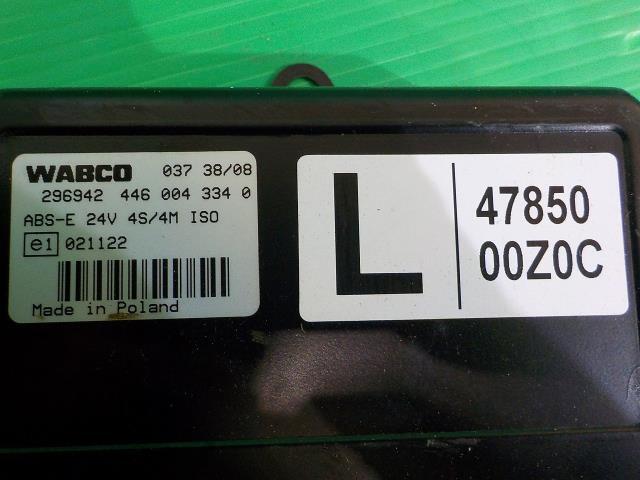 WABCO 037 38/08
296942 446 004 334 0
ABS-E 24V 4S/4M ISO
e1 021122
Made in Poland
L
47850
00Z0C